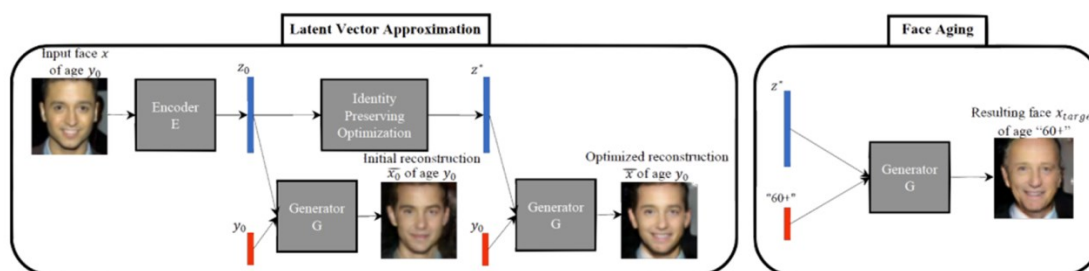 Latent Vector Approximation
Input face x
of age y₀
Encoder
E
z₀
Identity
Preserving
Optimization
z*
Initial reconstruction
x̅₀ of age y₀
Optimized reconstruction
x̅ of age y₀
y₀
Generator
G
y₀
Generator
G
Face Aging
z*
"60+"
Generator
G
Resulting face x_target
of age "60+"